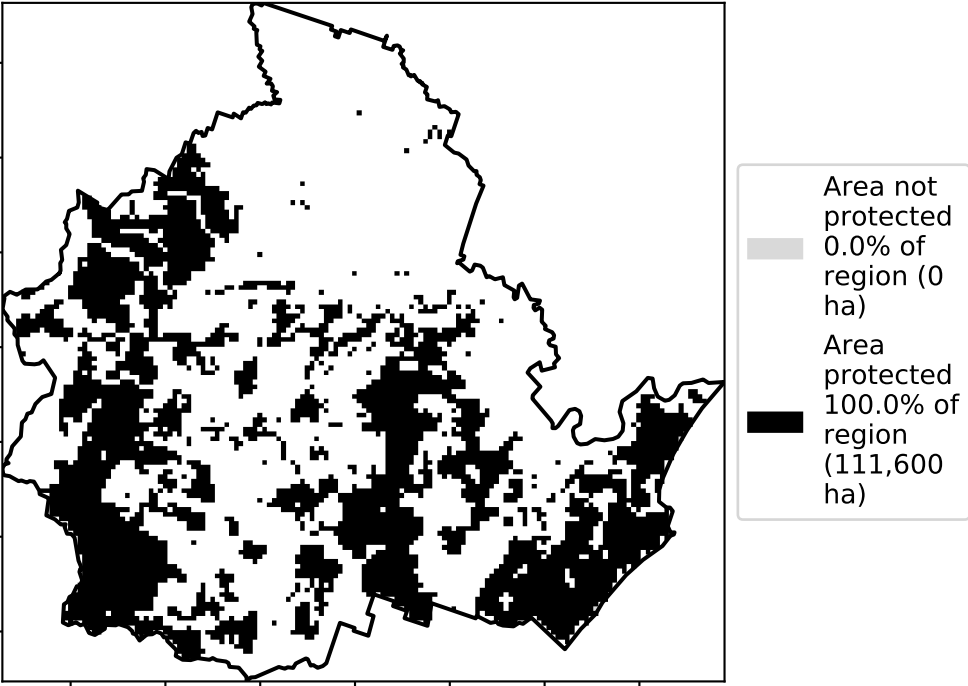 Area not
protected
0.0% of
region (0
ha)
Area
protected
100.0% of
region
(111,600
ha)